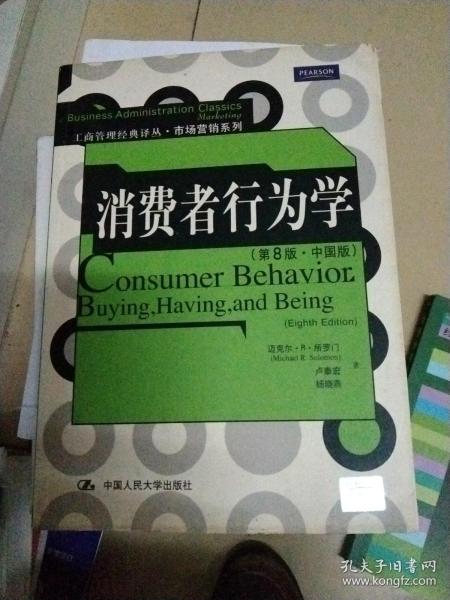 PEARSON
Business Administration Classics
Marketing
工商管理经典译丛·市场营销系列
消费者行为学
(第8版·中国版)
Consumer Behavior
Buying, Having, and Being
(Eighth Edition)
迈克尔·R·所罗门
(Michael R. Solomon)
卢泰宏
杨晓燕
著
中国人民大学出版社
孔夫子旧书网
www.kongfz.com